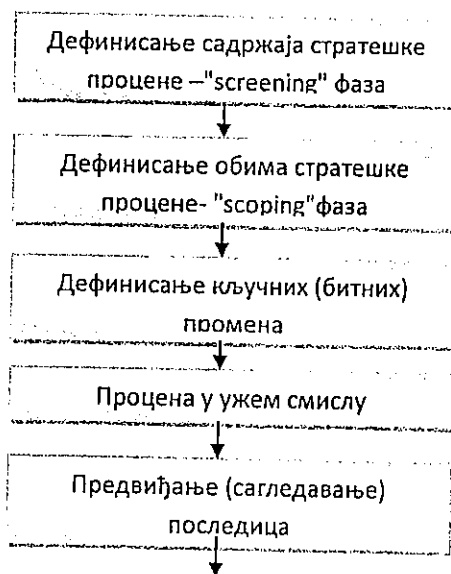 Дефинисање садржаја стратешке
процене –"screening" фаза
Дефинисање обима стратешке
процене- "scoping"фаза
Дефинисање кључних (битних)
промена
Процена у ужем смислу
Предвиђање (сагледавање)
последица